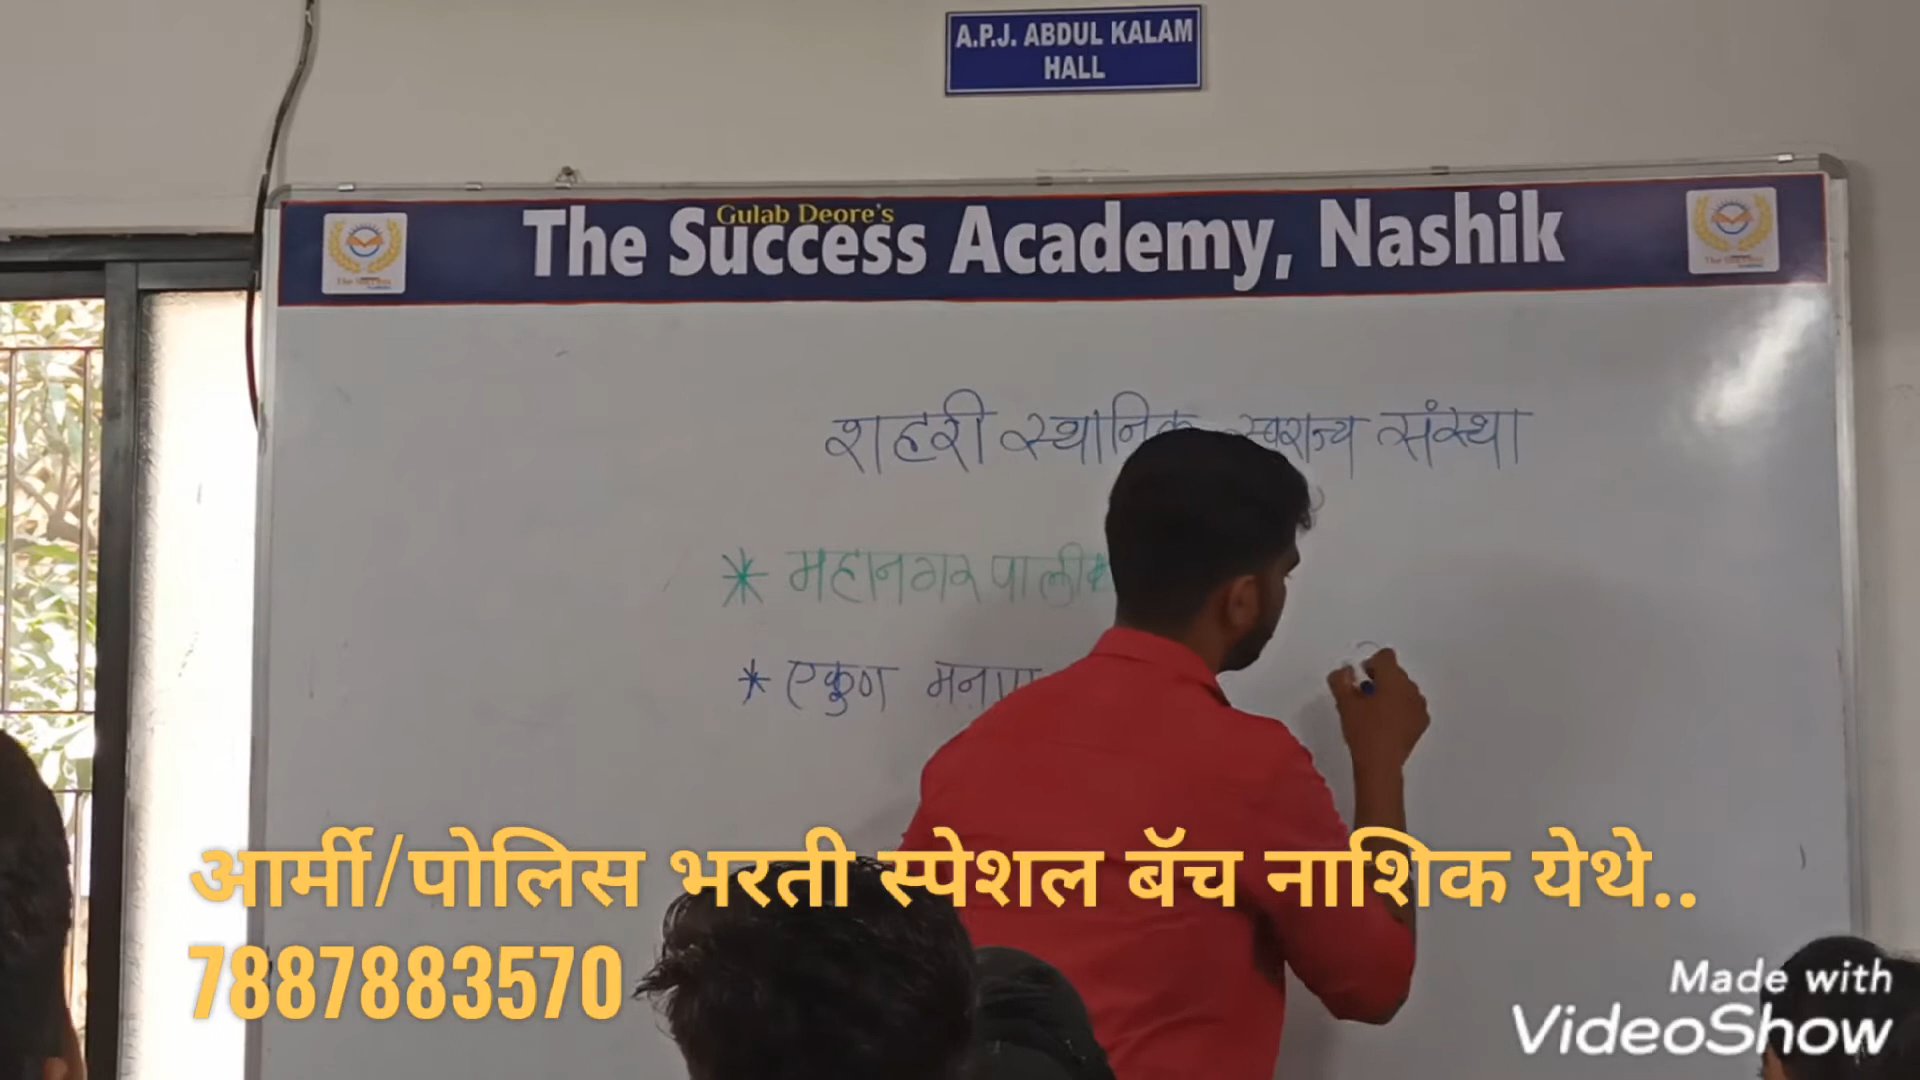 A.P.J. ABDUL KALAM
HALL
Gulab Deore's
The Success Academy, Nashik
शहरी स्थानिक स्वराज्य संस्था
* महानगरपालीक
* एकुण मनपा
आर्मी/पोलिस भरती स्पेशल बॅच नाशिक येथे..
7887883570
Made with
VideoShow